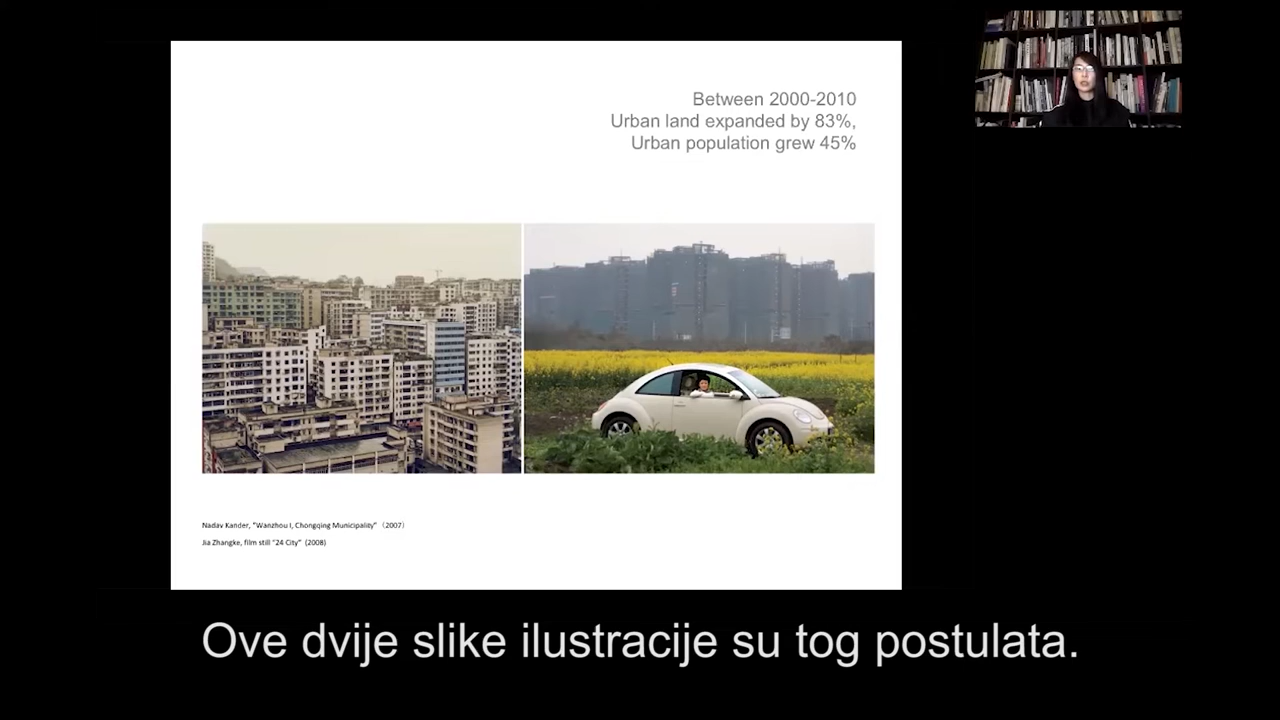 Between 2000-2010
Urban land expanded by 83%,
Urban population grew 45%
Nadav Kander, "Wanzhou I, Chongqing Municipality" (2007)
Jia Zhangke, film still "24 City" (2008)
Ove dvije slike ilustracije su tog postulata.